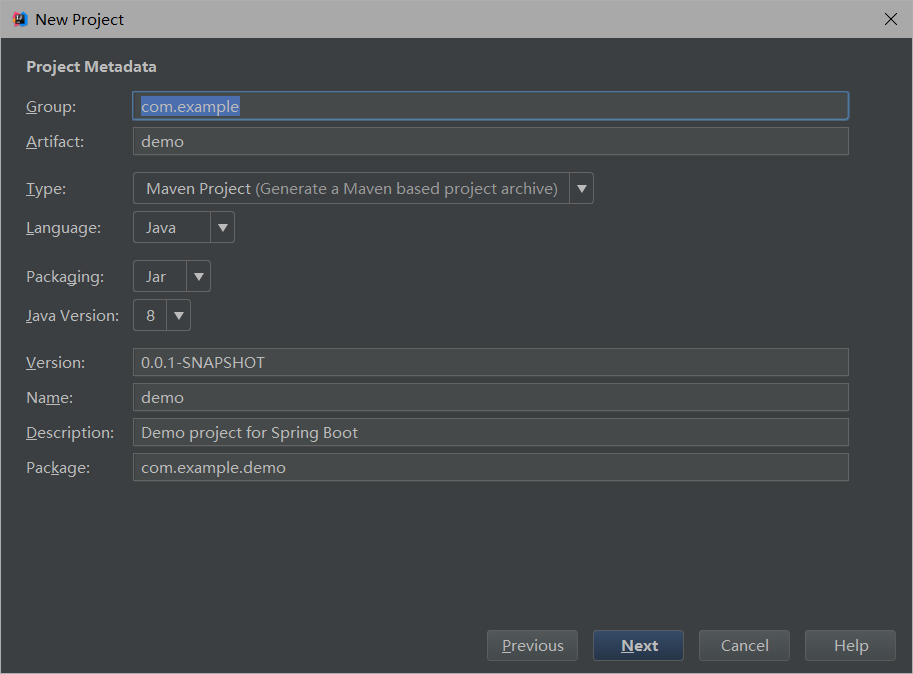 New Project
Project Metadata
Group: com.example
Artifact: demo
Type: Maven Project (Generate a Maven based project archive)
Language: Java
Packaging: Jar
Java Version: 8
Version: 0.0.1-SNAPSHOT
Name: demo
Description: Demo project for Spring Boot
Package: com.example.demo
Previous Next Cancel Help